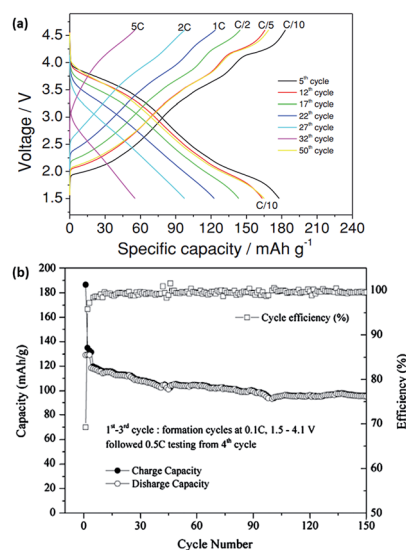 (a)
5C 2C 1C C/2 C/5 C/10
4.5
4.0
3.5
3.0
2.5
2.0
1.5
Voltage / V
5th cycle
12th cycle
17th cycle
22th cycle
27th cycle
32th cycle
50th cycle
C/10
0 30 60 90 120 150 180 210 240
Specific capacity / mAh g-1
(b)
200
180
160
140
120
100
80
60
40
20
0
Capacity (mAh/g)
100
90
80
70
60
50
Efficiency (%)
Cycle efficiency (%)
1st-3rd cycle : formation cycles at 0.1C, 1.5 - 4.1 V
followed 0.5C testing from 4th cycle
Charge Capacity
Disharge Capacity
0 50 100 150
Cycle Number